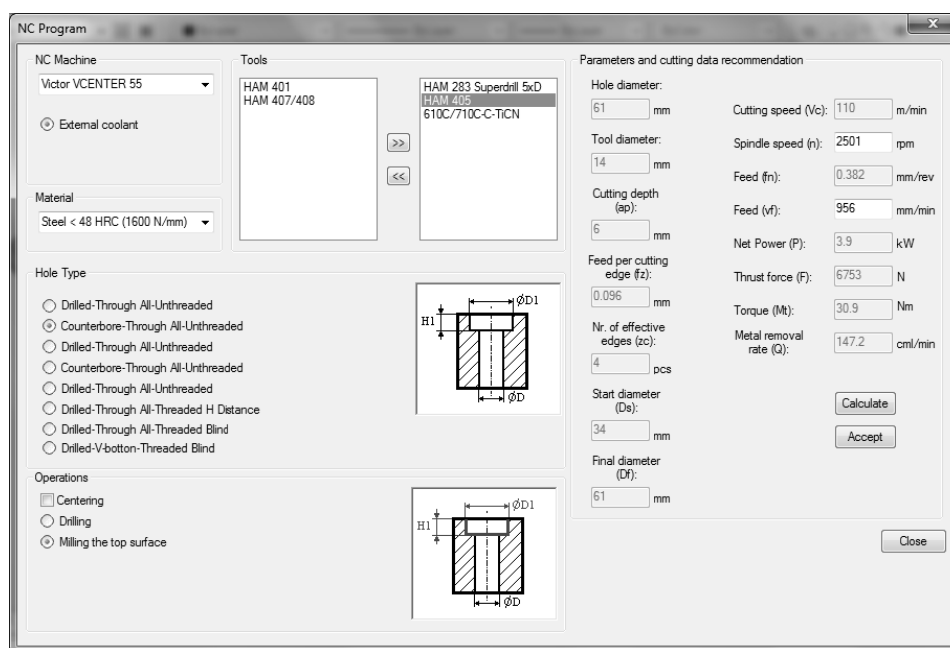 NC Program
x
NC Machine
Victor VCENTER 55
External coolant
Material
Steel < 48 HRC (1600 N/mm)
Tools
HAM 401
HAM 407/408
>>
<<
HAM 283 Superdrill 5xD
HAM 405
610C/710C-C-TiCN
Hole Type
Drilled-Through All-Unthreaded
Counterbore-Through All-Unthreaded
Drilled-Through All-Unthreaded
Counterbore-Through All-Unthreaded
Drilled-Through All-Unthreaded
Drilled-Through All-Threaded H Distance
Drilled-Through All-Threaded Blind
Drilled-V-botton-Threaded Blind
ØD1
H1
ØD
Operations
Centering
Drilling
Milling the top surface
ØD1
H1
ØD
Parameters and cutting data recommendation
Hole diameter:
61 mm
Tool diameter:
14 mm
Cutting depth
(ap):
6 mm
Feed per cutting
edge (fz):
0.096 mm
Nr. of effective
edges (zc):
4 pcs
Start diameter
(Ds):
34 mm
Final diameter
(Df):
61 mm
Cutting speed (Vc): 110 m/min
Spindle speed (n): 2501 rpm
Feed (fn): 0.382 mm/rev
Feed (vf): 956 mm/min
Net Power (P): 3.9 kW
Thrust force (F): 6753 N
Torque (Mt): 30.9 Nm
Metal removal
rate (Q): 147.2 cml/min
Calculate
Accept
Close